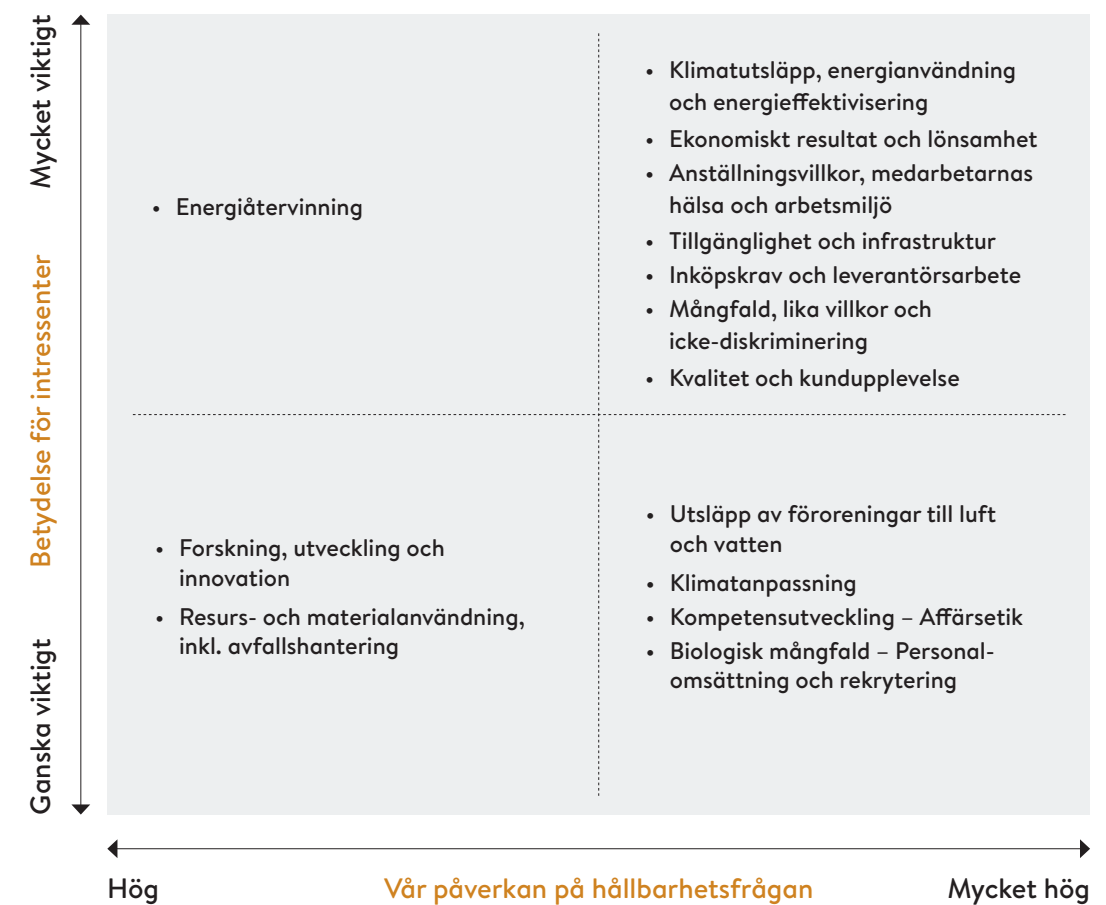 Mycket viktigt
Betydelse för intressenter
Ganska viktigt
• Energiåtervinning
• Klimatutsläpp, energianvändning
och energieffektivisering
• Ekonomiskt resultat och lönsamhet
• Anställningsvillkor, medarbetarnas
hälsa och arbetsmiljö
• Tillgänglighet och infrastruktur
• Inköpskrav och leverantörsarbete
• Mångfald, lika villkor och
icke-diskriminering
• Kvalitet och kundupplevelse
• Forskning, utveckling och
innovation
• Resurs- och materialanvändning,
inkl. avfallshantering
• Utsläpp av föroreningar till luft
och vatten
• Klimatanpassning
• Kompetensutveckling – Affärsetik
• Biologisk mångfald – Personal-
omsättning och rekrytering
Hög
Vår påverkan på hållbarhetsfrågan
Mycket hög